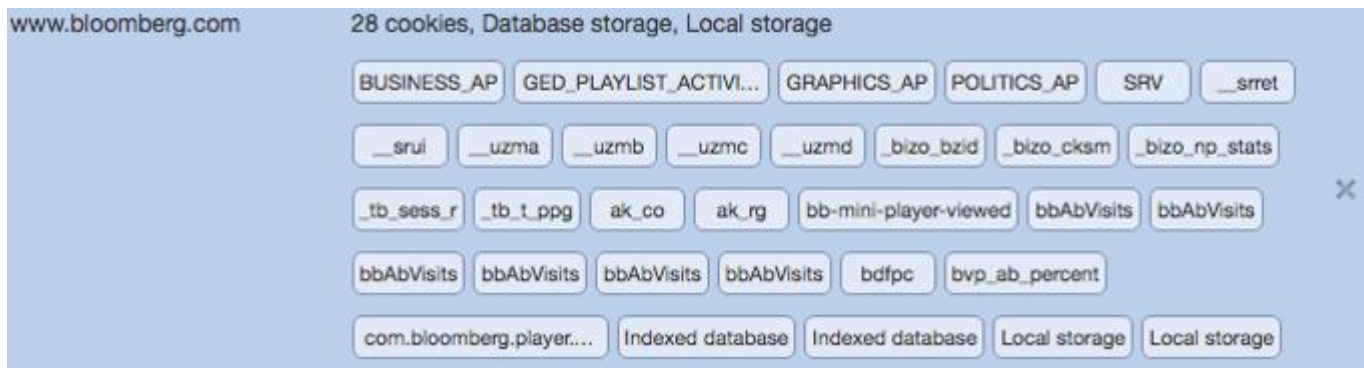 www.bloomberg.com 28 cookies, Database storage, Local storage
BUSINESS_AP GED_PLAYLIST_ACTIVI... GRAPHICS_AP POLITICS_AP SRV __srret
__srui __uzma __uzmb __uzmc __uzmd _bizo_bzid _bizo_cksm _bizo_np_stats
_tb_sess_r _tb_t_ppg ak_co ak_rg bb-mini-player-viewed bbAbVisits bbAbVisits
bbAbVisits bbAbVisits bbAbVisits bbAbVisits bdfpc bvp_ab_percent
com.bloomberg.player.... Indexed database Indexed database Local storage Local storage